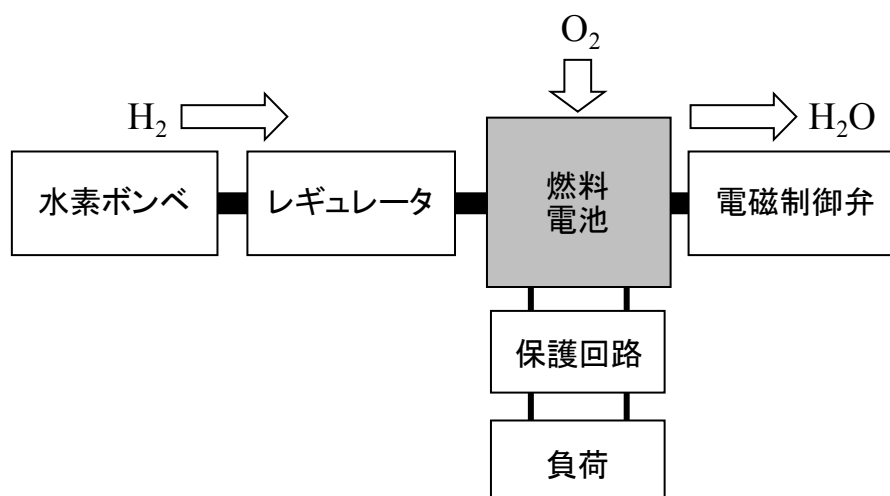 O₂
H₂
H₂O
水素ボンベ
レギュレータ
燃料
電池
電磁制御弁
保護回路
負荷